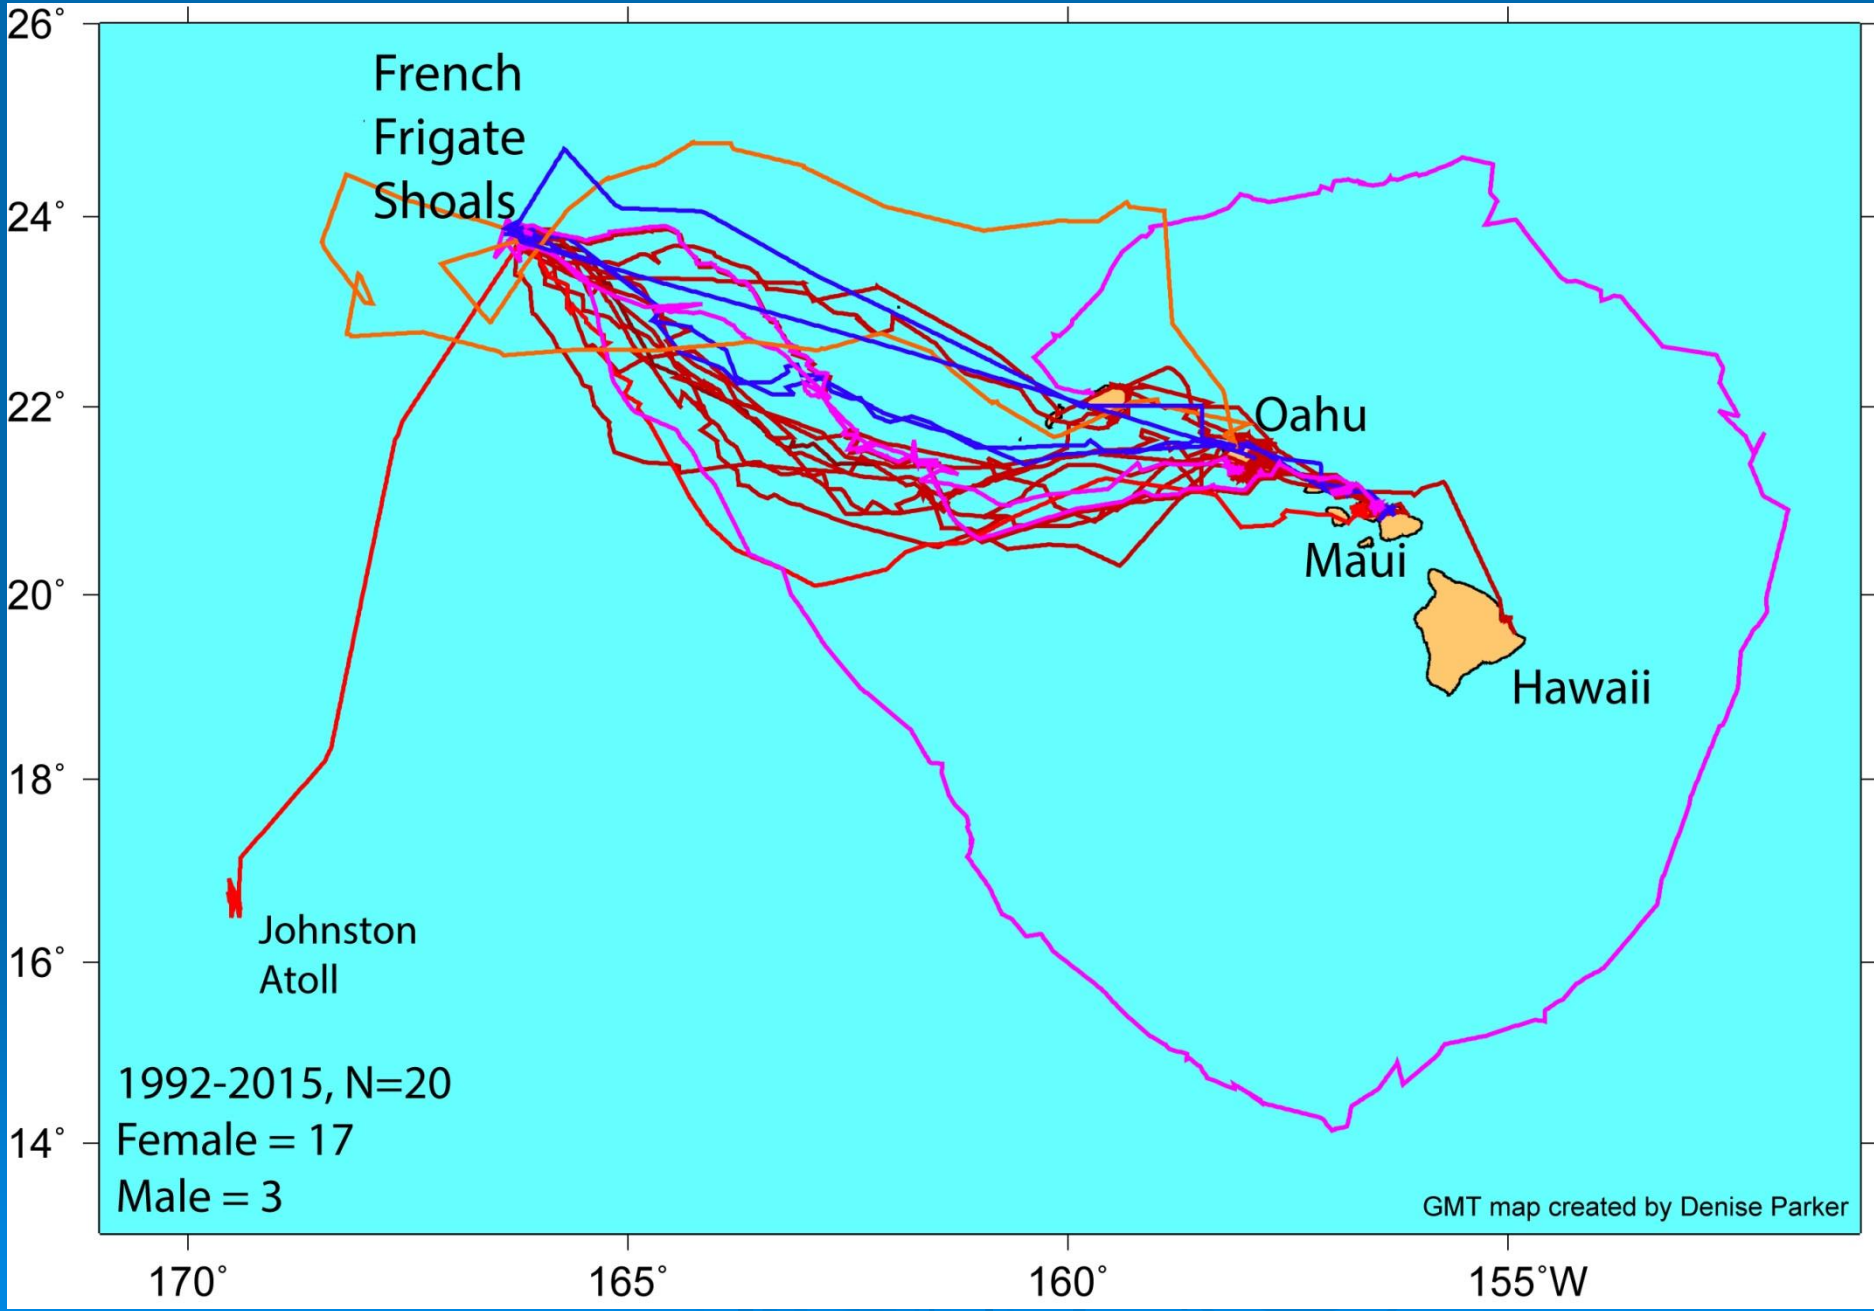 26°
24°
22°
20°
18°
16°
14°
French
Frigate
Shoals
Oahu
Maui
Hawaii
Johnston
Atoll
1992-2015, N=20
Female = 17
Male = 3
GMT map created by Denise Parker
170°
165°
160°
155°W